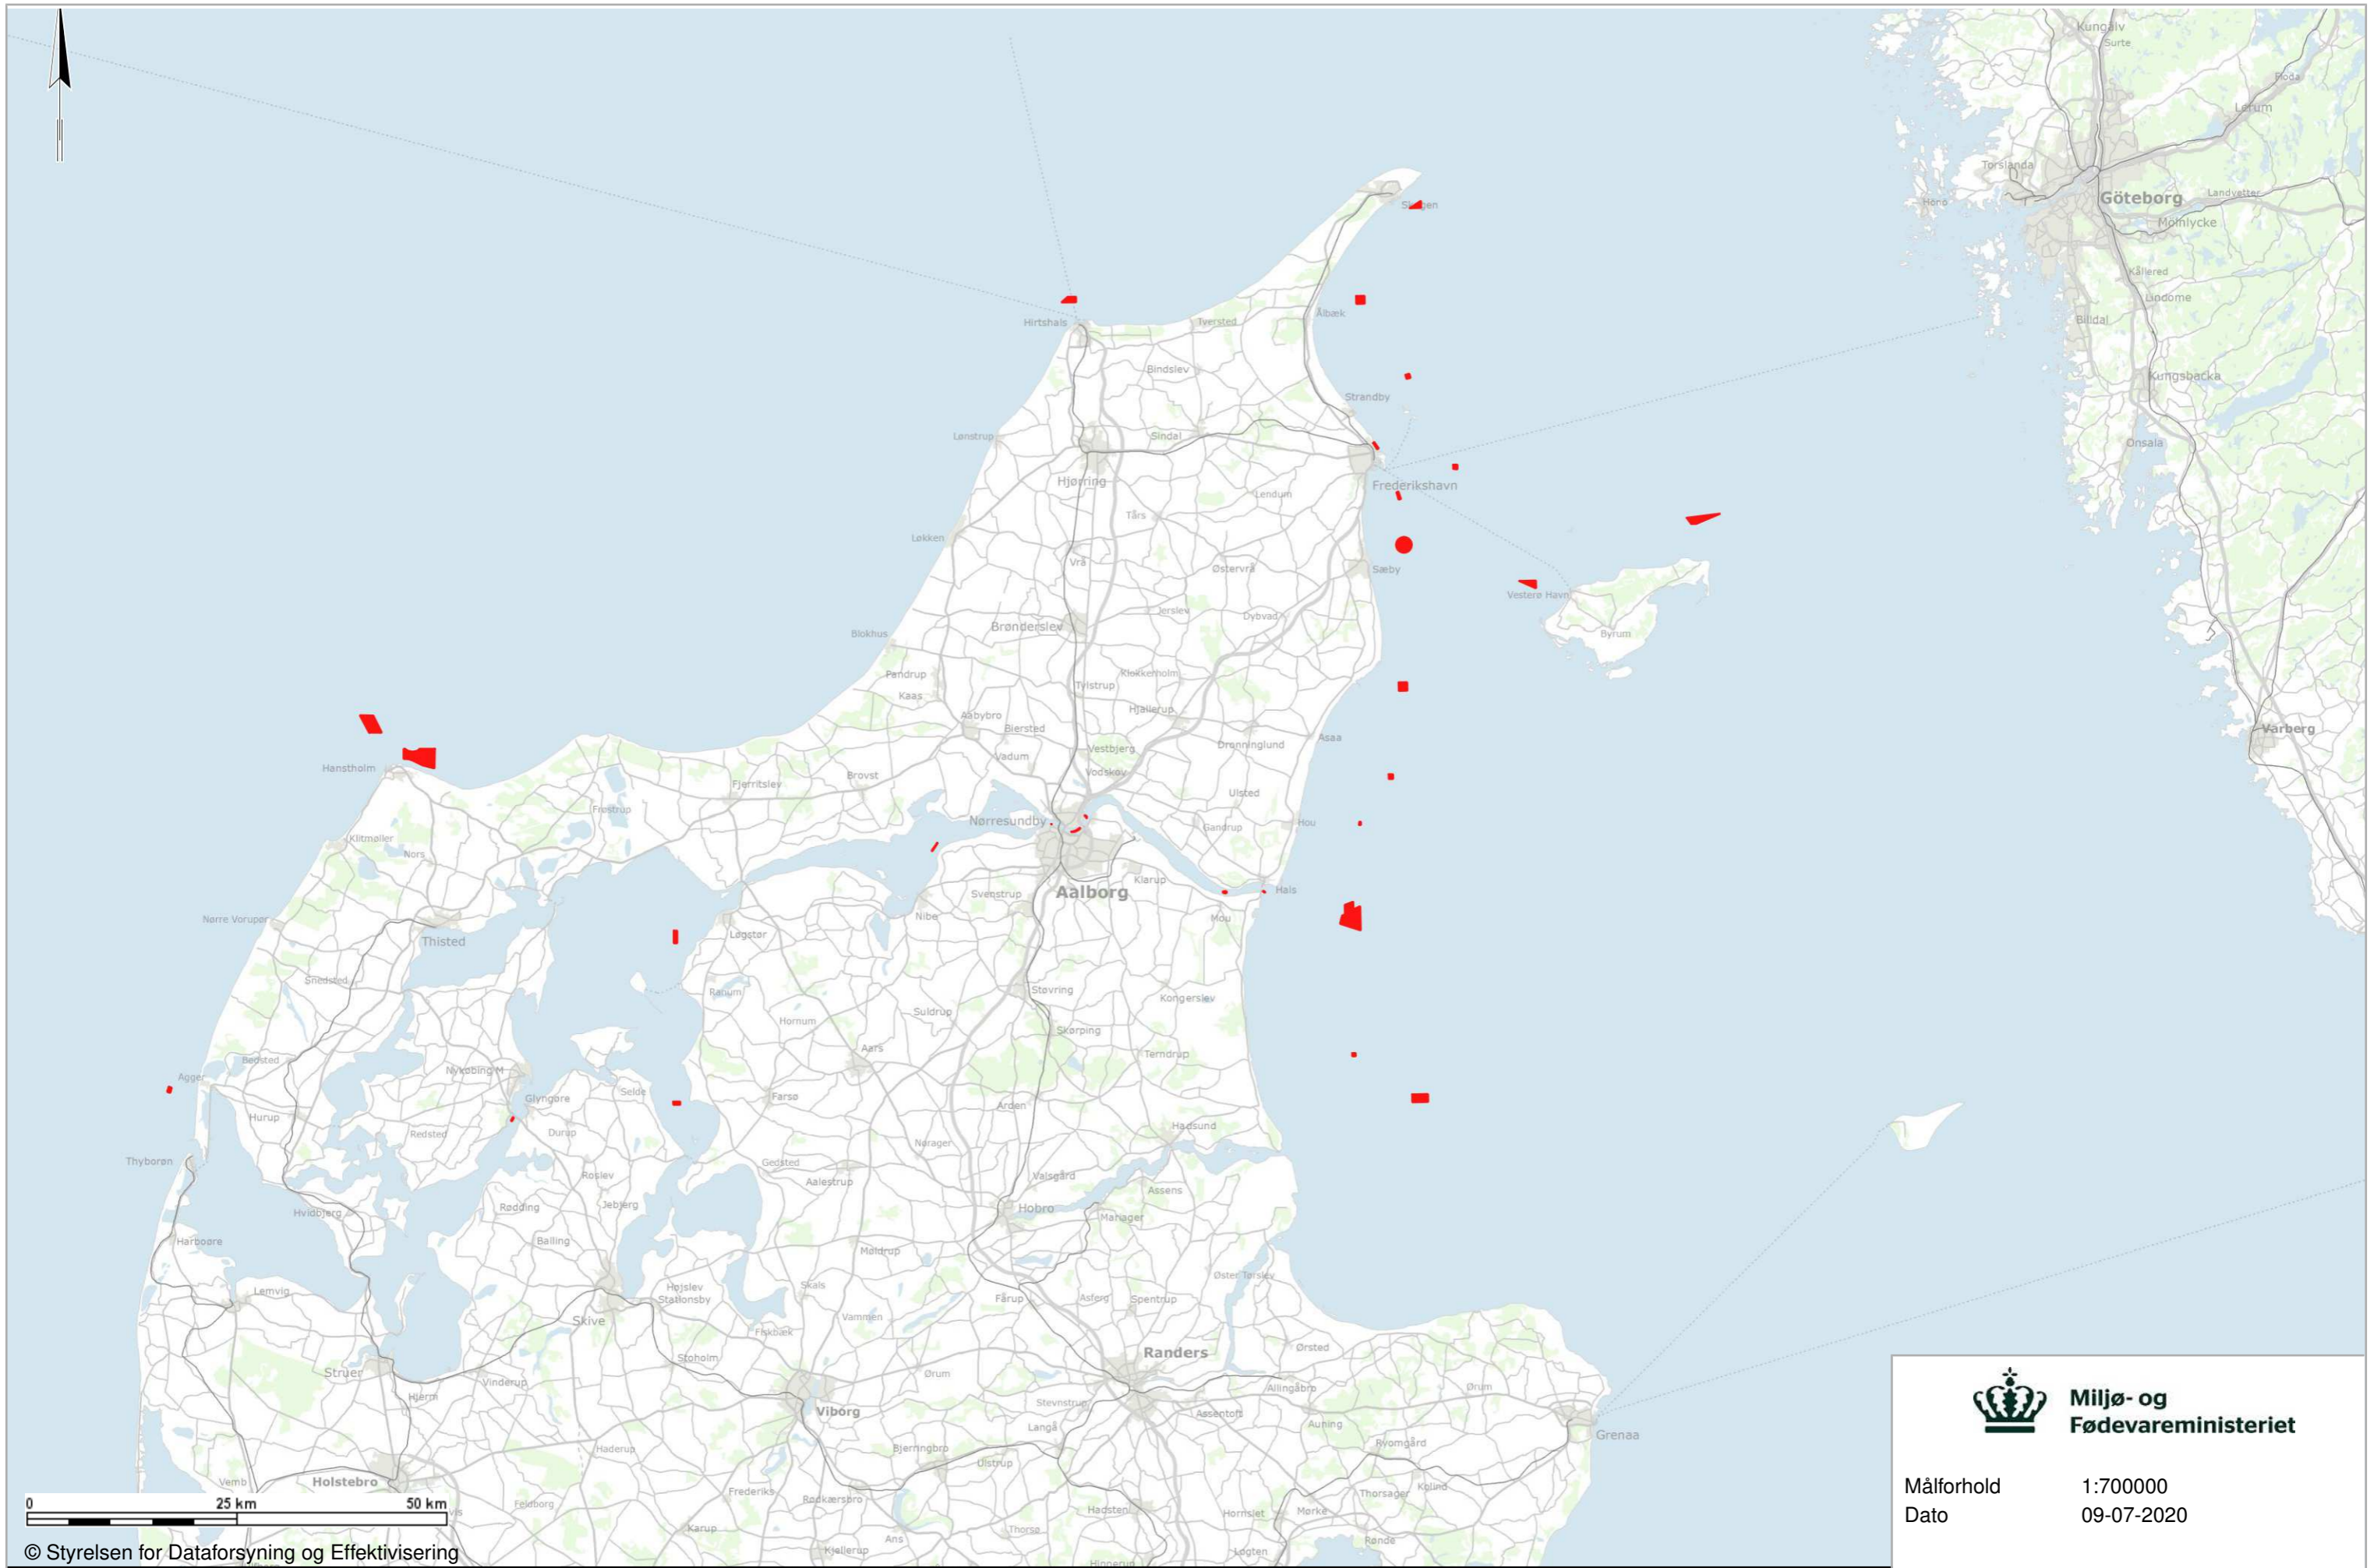 Kungälv
Surte
Floda
Lerum
Torslanda
Göteborg
Landvetter
Hönö
Mölnlycke
Skagen
Kållered
Lindome
Billdal
Hirtshals
Tversted
Ålbæk
Bindslev
Kungsbacka
Strandby
Lønstrup
Sindal
Onsala
Hjørring
Frederikshavn
Lendum
Tårs
Løkken
Vrå
Østervrå
Sæby
Vesterø Havn
Jerslev
Dybvad
Brønderslev
Blokhus
Byrum
Pandrup
Klokkerholm
Kaas
Tylstrup
Hjallerup
Aabybro
Biersted
Varberg
Asaa
Dronninglund
Vestbjerg
Vadum
Hanstholm
Vodskov
Brovst
Fjerritslev
Ulsted
Frøstrup
Nørresundby
Gandrup
Hou
Klitmøller
Nors
Klarup
Aalborg
Hals
Svenstrup
Nibe
Mou
Nørre Vorupør
Løgstør
Thisted
Snedsted
Ranum
Støvring
Kongerslev
Suldrup
Hornum
Skørping
Aars
Terndrup
Bedsted
Nykøbing M
Agger
Selde
Glyngøre
Farsø
Arden
Hurup
Hadsund
Redsted
Durup
Nørager
Thyborøn
Gedsted
Roslev
Valsgård
Aalestrup
Assens
Jebjerg
Rødding
Hobro
Hvidbjerg
Mariager
Harboøre
Balling
Møldrup
Øster Tørslev
Lemvig
Højslev
Stationsby
Skals
Fårup
Asferg
Spentrup
Skive
Vammen
Fiskbæk
Ørsted
Randers
Stoholm
Struer
Ørum
Vinderup
Allingåbro
Ørum
Hjerm
Stevnstrup
Viborg
Assentoft
Auning
Langå
Grenaa
Haderup
Bjerringbro
Ryomgård
Ulstrup
Vemb
Holstebro
Frederiks
Rødkærsbro
Thorsager
Kolind
Feldborg
Hadsten
Hornslet
Mørke
Karup
Thorsø
Ans
Rønde
Kjellerup
Løgten
Hinnerup
0 25 km 50 km
© Styrelsen for Dataforsyning og Effektivisering
Miljø- og
Fødevareministeriet
Målforhold 1:700000
Dato 09-07-2020